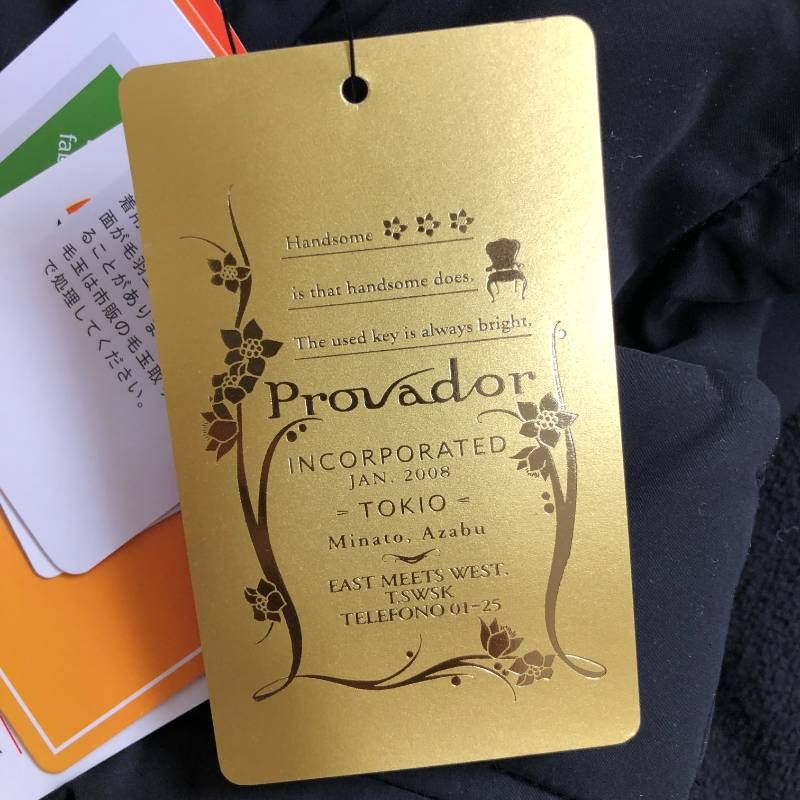 Handsome
is that handsome does.
The used key is always bright.
Provador
INCORPORATED
JAN. 2008
= TOKIO =
Minato, Azabu
EAST MEETS WEST.
T.SWSK
TELEFONO 01-25
面が毛羽
ることがありま
毛玉は市販の毛玉取
で処理してください。